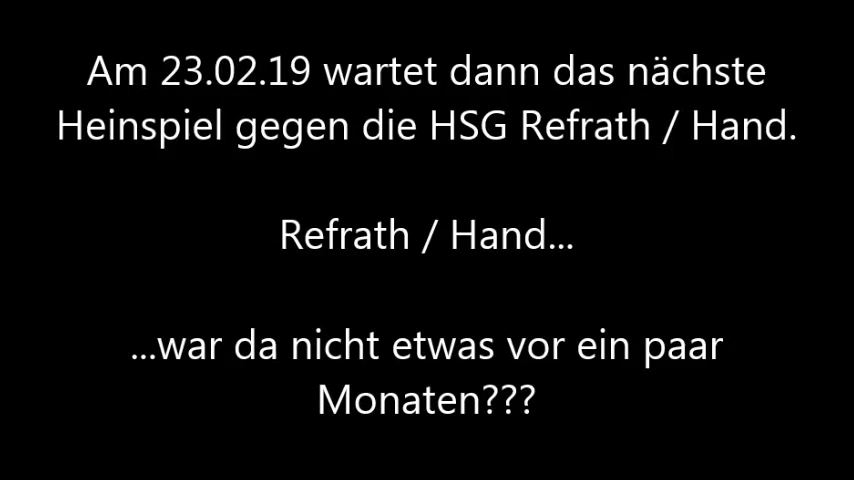 Am 23.02.19 wartet dann das nächste
Heinspiel gegen die HSG Refrath / Hand.
Refrath / Hand...
...war da nicht etwas vor ein paar
Monaten???